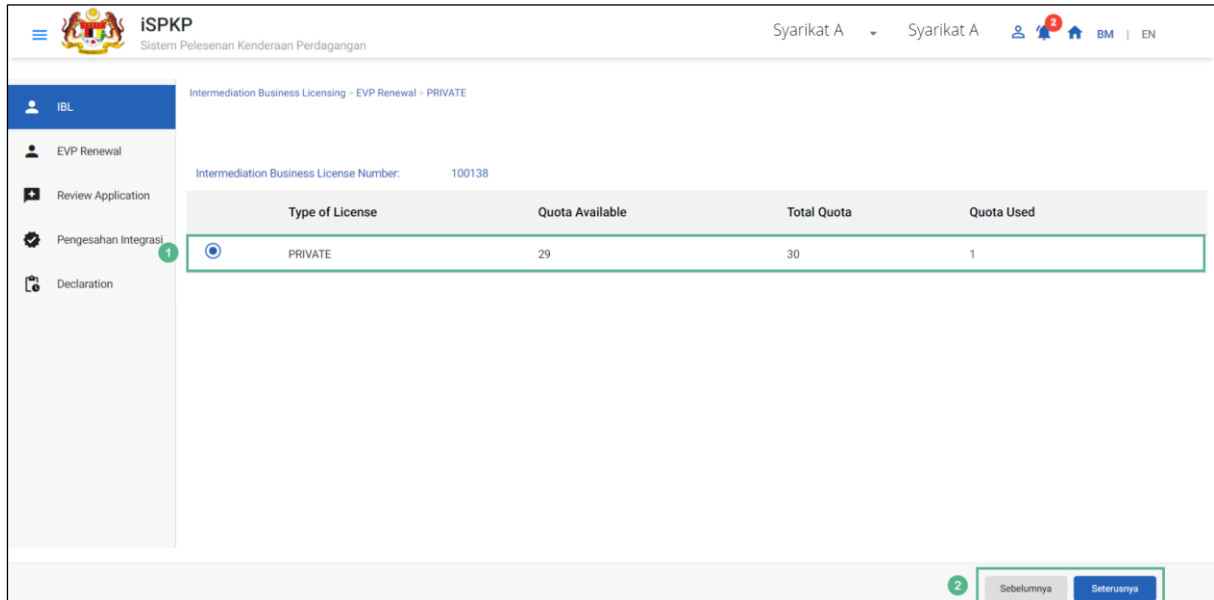 iSPKP
Sistem Pelesenan Kenderaan Perdagangan
Syarikat A
Syarikat A
2
BM | EN
IBL
EVP Renewal
Review Application
Pengesahan Integrasi
Declaration
Intermediation Business Licensing > EVP Renewal > PRIVATE
Intermediation Business License Number: 100138
Type of License Quota Available Total Quota Quota Used
1
PRIVATE 29 30 1
2
Sebelumnya Seterusnya